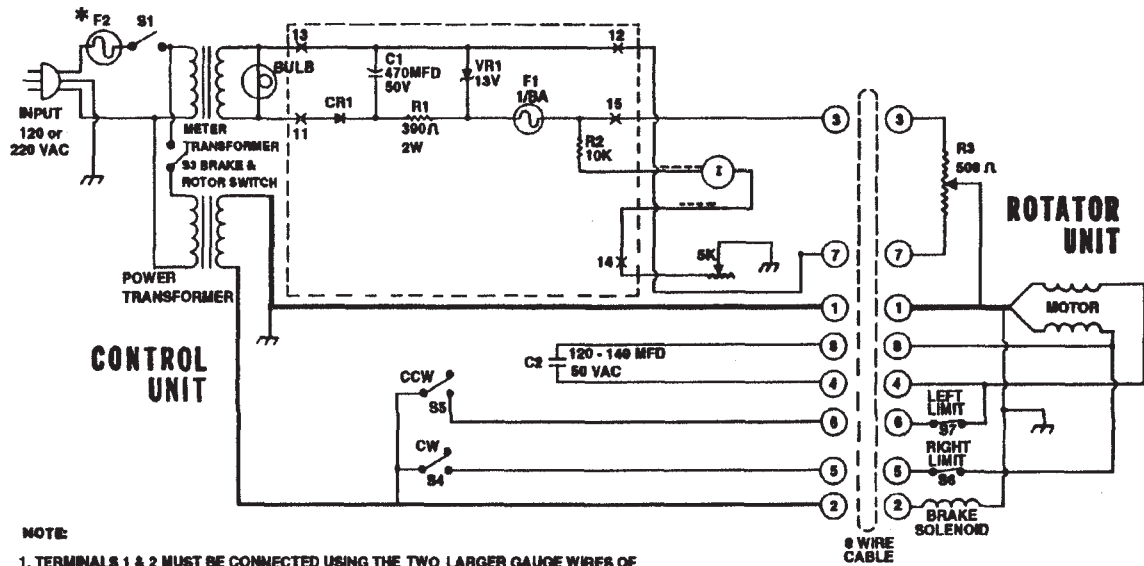 * F2
S1
INPUT
120 or
220 VAC
METER
TRANSFORMER
S3 BRAKE &
ROTOR SWITCH
POWER
TRANSFORMER
BULB
13
11
CR1
C1
470MFD
50V
R1
390Ω
2W
VR1
13V
F1
1/8A
12
15
R2
10K
I
14
5K
CONTROL
UNIT
C2
120 - 140 MFD
50 VAC
CCW
S5
CW
S4
3
7
1
8
4
6
5
2
8 WIRE
CABLE
3
7
1
8
4
6
5
2
R3
500 Ω
ROTATOR
UNIT
MOTOR
LEFT
LIMIT
S7
RIGHT
LIMIT
S6
BRAKE
SOLENOID
NOTE:
1. TERMINALS 1 & 2 MUST BE CONNECTED USING THE TWO LARGER GAUGE WIRES OF